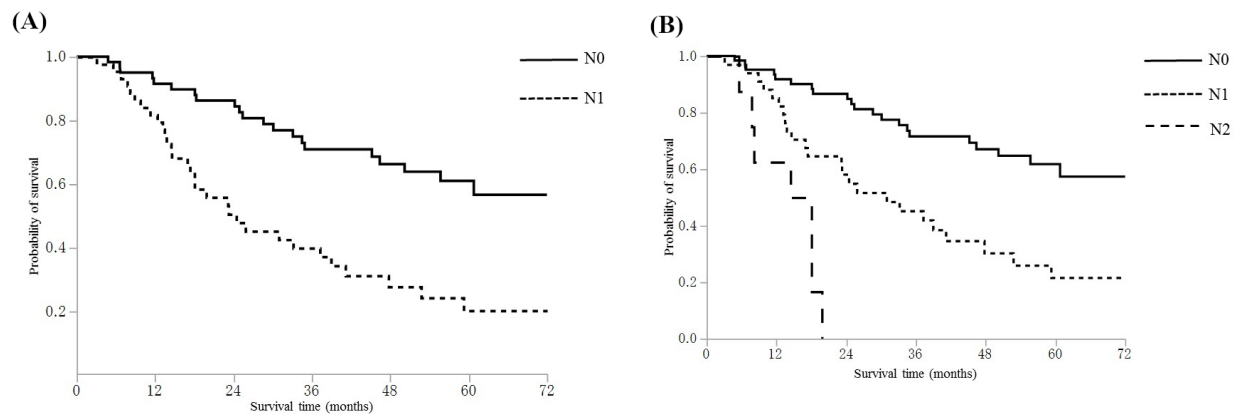 (A)
N0
N1
Probability of survival
1.0
0.8
0.6
0.4
0.2
0 12 24 36 48 60 72
Survival time (months)
(B)
N0
N1
N2
Probability of survival
1.0
0.8
0.6
0.4
0.2
0.0
0 12 24 36 48 60 72
Survival time (months)